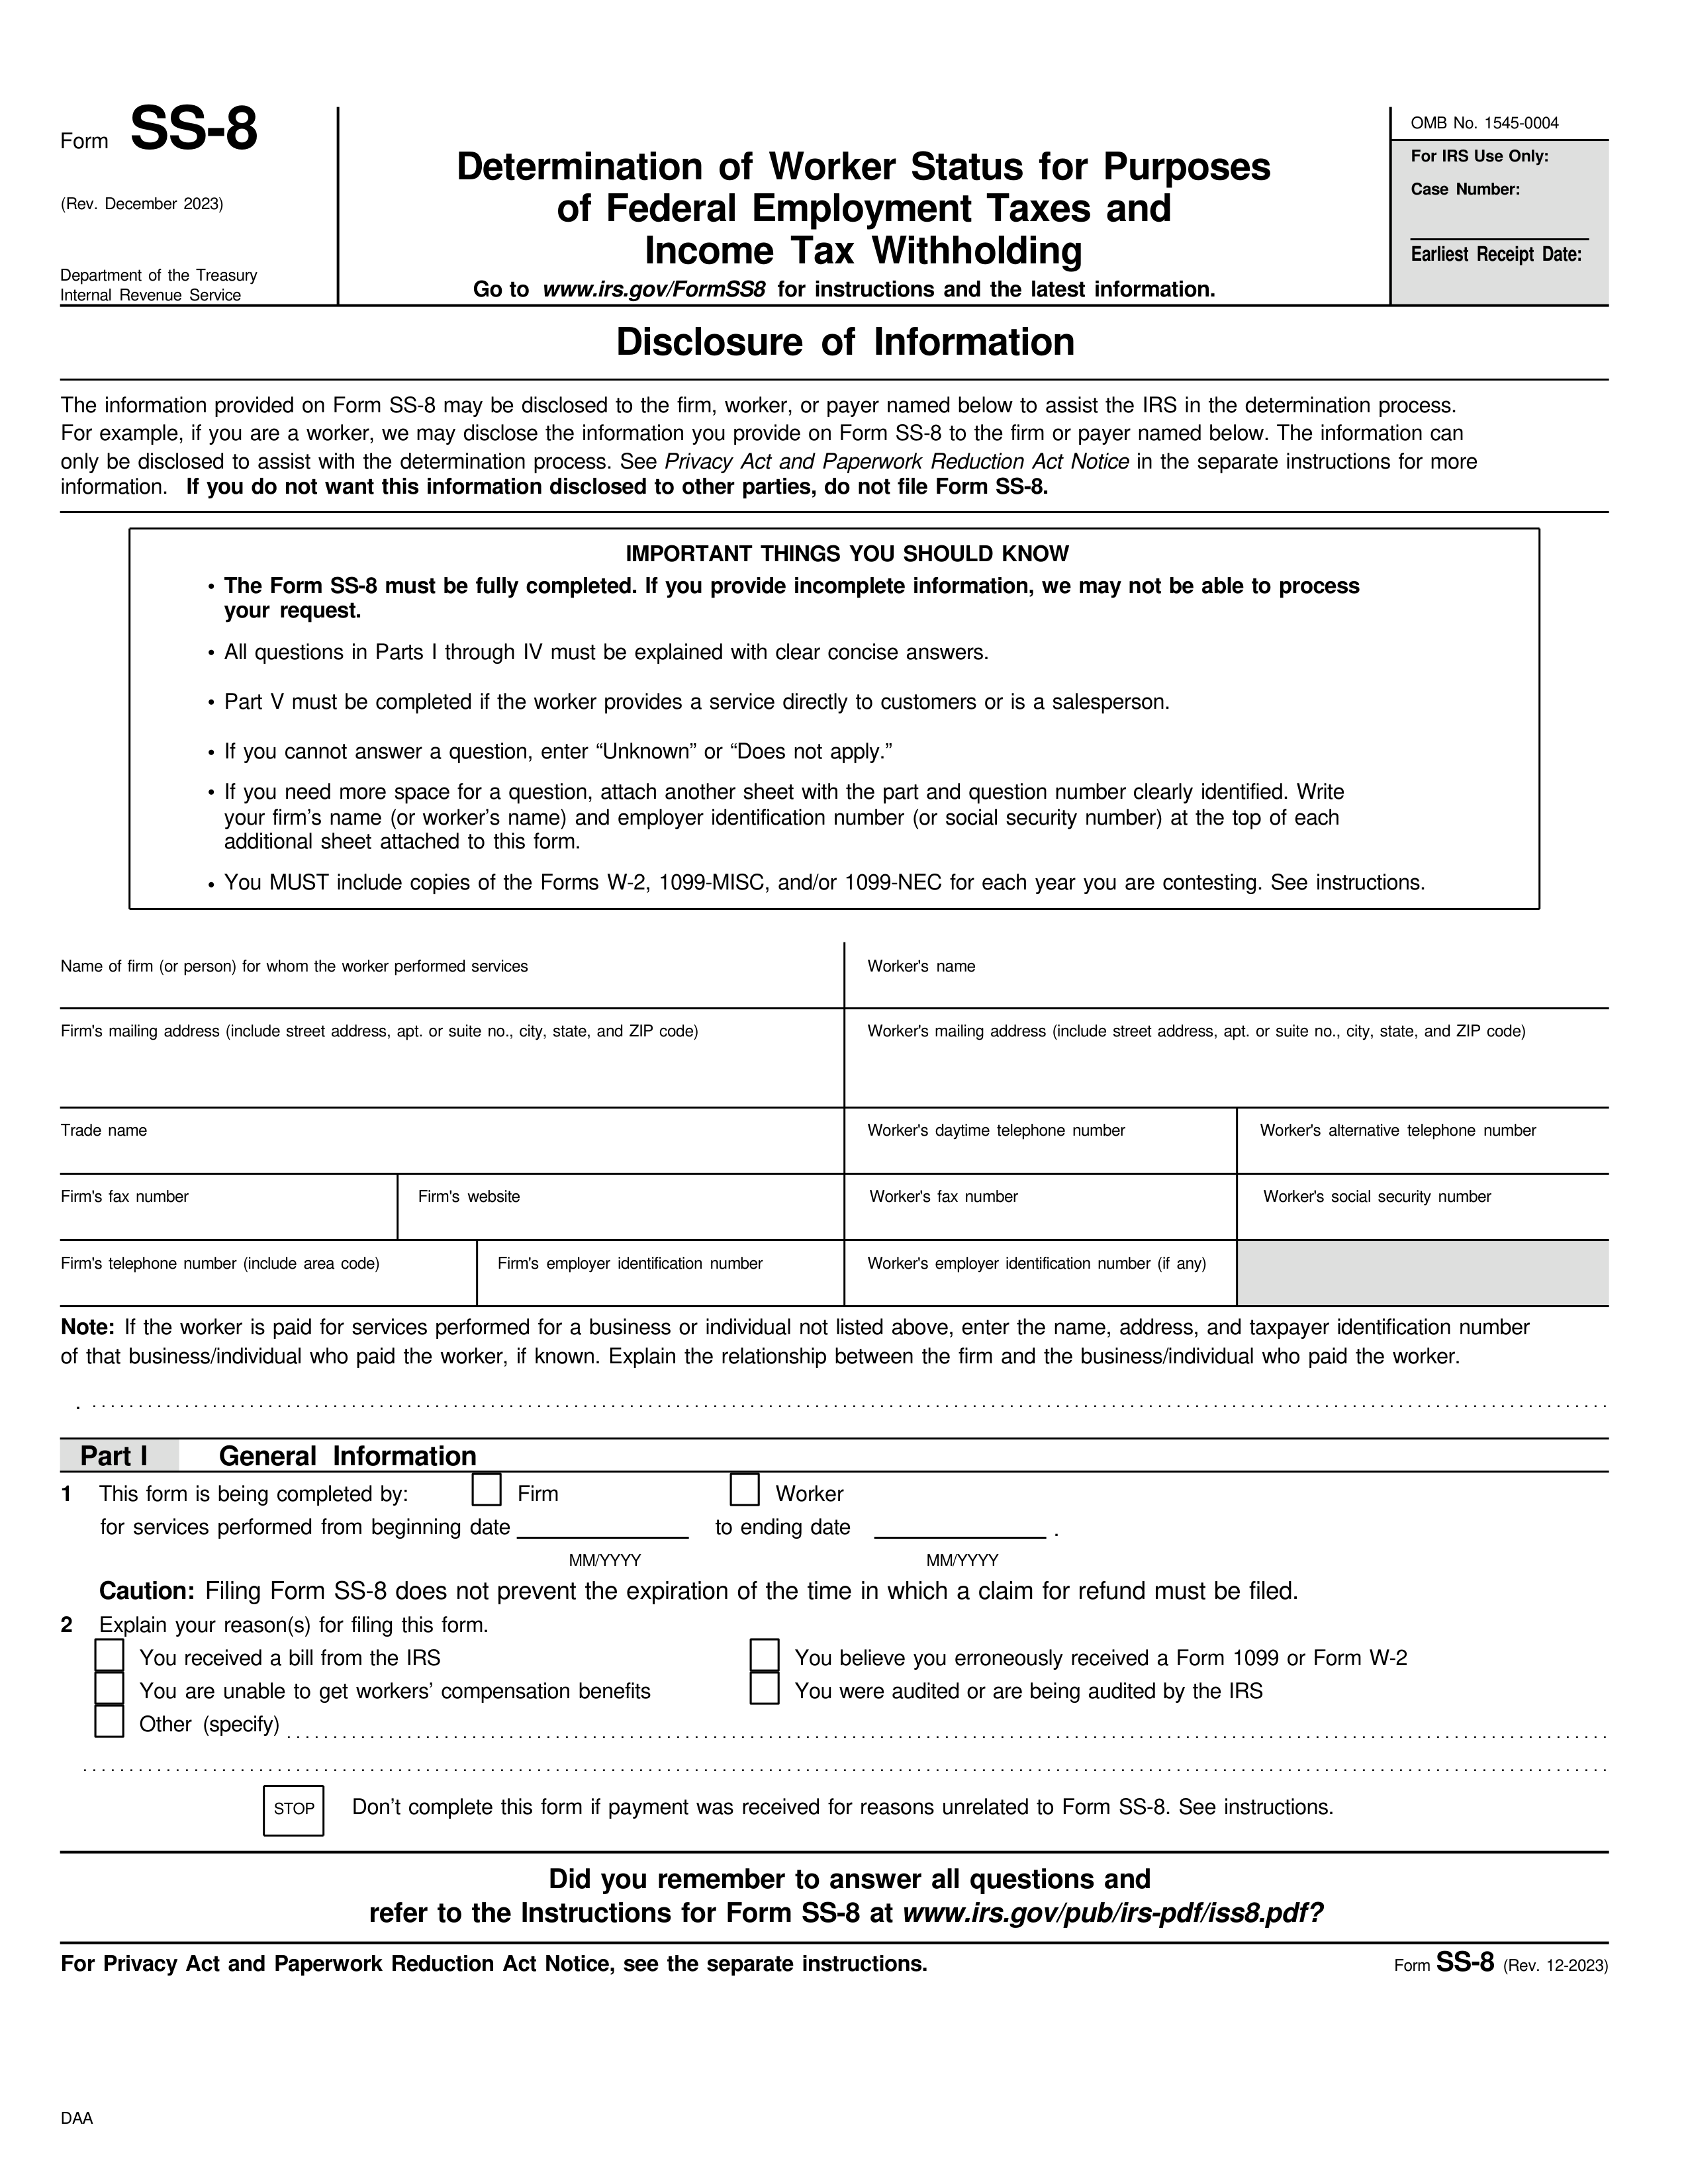 Form SS-8
(Rev. December 2023)
Department of the Treasury
Internal Revenue Service
Determination of Worker Status for Purposes
of Federal Employment Taxes and
Income Tax Withholding
Go to www.irs.gov/FormSS8 for instructions and the latest information.
OMB No. 1545-0004
For IRS Use Only:
Case Number:
Earliest Receipt Date:
Disclosure of Information
The information provided on Form SS-8 may be disclosed to the firm, worker, or payer named below to assist the IRS in the determination process.
For example, if you are a worker, we may disclose the information you provide on Form SS-8 to the firm or payer named below. The information can
only be disclosed to assist with the determination process. See Privacy Act and Paperwork Reduction Act Notice in the separate instructions for more
information. If you do not want this information disclosed to other parties, do not file Form SS-8.
IMPORTANT THINGS YOU SHOULD KNOW
• The Form SS-8 must be fully completed. If you provide incomplete information, we may not be able to process
your request.
• All questions in Parts I through IV must be explained with clear concise answers.
• Part V must be completed if the worker provides a service directly to customers or is a salesperson.
• If you cannot answer a question, enter “Unknown” or “Does not apply.”
• If you need more space for a question, attach another sheet with the part and question number clearly identified. Write
your firm’s name (or worker’s name) and employer identification number (or social security number) at the top of each
additional sheet attached to this form.
• You MUST include copies of the Forms W-2, 1099-MISC, and/or 1099-NEC for each year you are contesting. See instructions.
Name of firm (or person) for whom the worker performed services
Worker's name
Firm's mailing address (include street address, apt. or suite no., city, state, and ZIP code)
Worker's mailing address (include street address, apt. or suite no., city, state, and ZIP code)
Trade name
Worker's daytime telephone number
Worker's alternative telephone number
Firm's fax number
Firm's website
Worker's fax number
Worker's social security number
Firm's telephone number (include area code)
Firm's employer identification number
Worker's employer identification number (if any)
Note: If the worker is paid for services performed for a business or individual not listed above, enter the name, address, and taxpayer identification number
of that business/individual who paid the worker, if known. Explain the relationship between the firm and the business/individual who paid the worker.
Part I General Information
1 This form is being completed by: Firm Worker
for services performed from beginning date to ending date .
MM/YYYY MM/YYYY
Caution: Filing Form SS-8 does not prevent the expiration of the time in which a claim for refund must be filed.
2 Explain your reason(s) for filing this form.
You received a bill from the IRS You believe you erroneously received a Form 1099 or Form W-2
You are unable to get workers’ compensation benefits You were audited or are being audited by the IRS
Other (specify)
STOP Don’t complete this form if payment was received for reasons unrelated to Form SS-8. See instructions.
Did you remember to answer all questions and
refer to the Instructions for Form SS-8 at www.irs.gov/pub/irs-pdf/iss8.pdf?
For Privacy Act and Paperwork Reduction Act Notice, see the separate instructions. Form SS-8 (Rev. 12-2023)
DAA